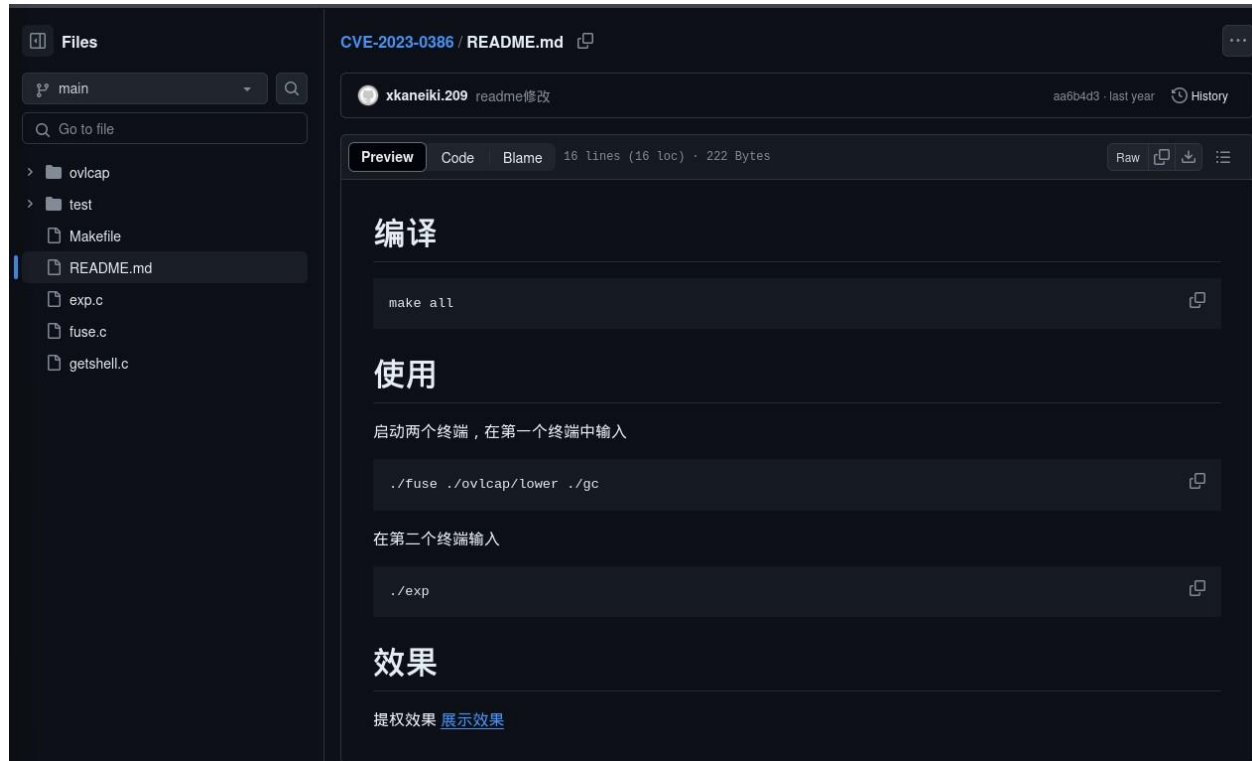 Files
CVE-2023-0386 / README.md
main
xkaneiki.209 readme修改
aa6b4d3 · last year
History
Go to file
Preview
Code
Blame
16 lines (16 loc) · 222 Bytes
Raw
ovlcap
test
Makefile
README.md
exp.c
fuse.c
getshell.c
编译
make all
使用
启动两个终端，在第一个终端中输入
./fuse ./ovlcap/lower ./gc
在第二个终端输入
./exp
效果
提权效果 展示效果